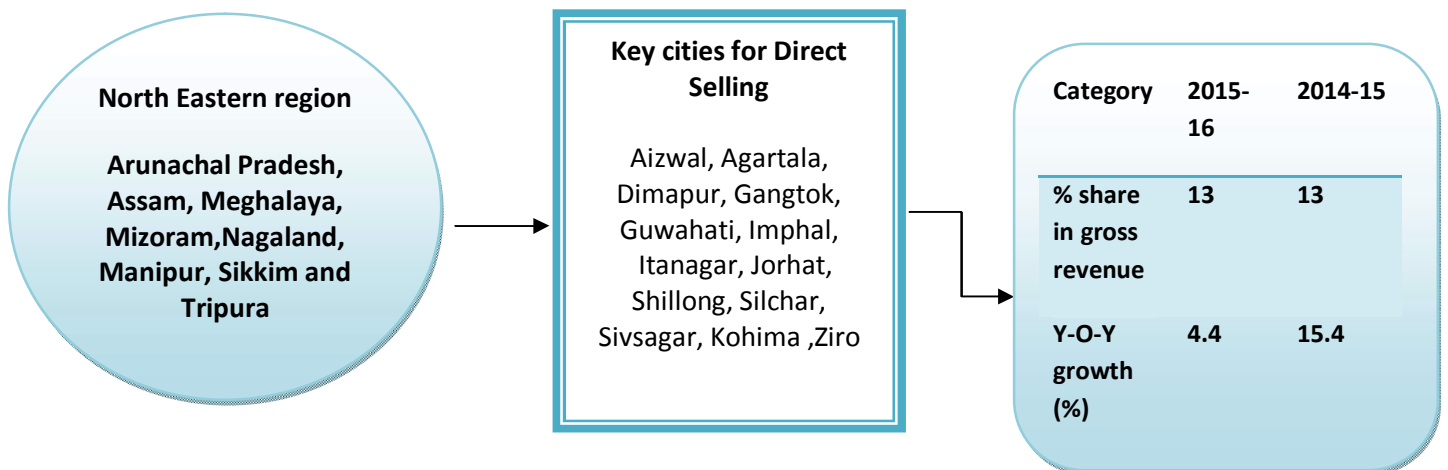 North Eastern region
Arunachal Pradesh,
Assam, Meghalaya,
Mizoram,Nagaland,
Manipur, Sikkim and
Tripura
Key cities for Direct
Selling
Aizwal, Agartala,
Dimapur, Gangtok,
Guwahati, Imphal,
Itanagar, Jorhat,
Shillong, Silchar,
Sivsagar, Kohima ,Ziro
Category 2015- 2014-15
16
% share 13 13
in gross
revenue
Y-O-Y 4.4 15.4
growth
(%)